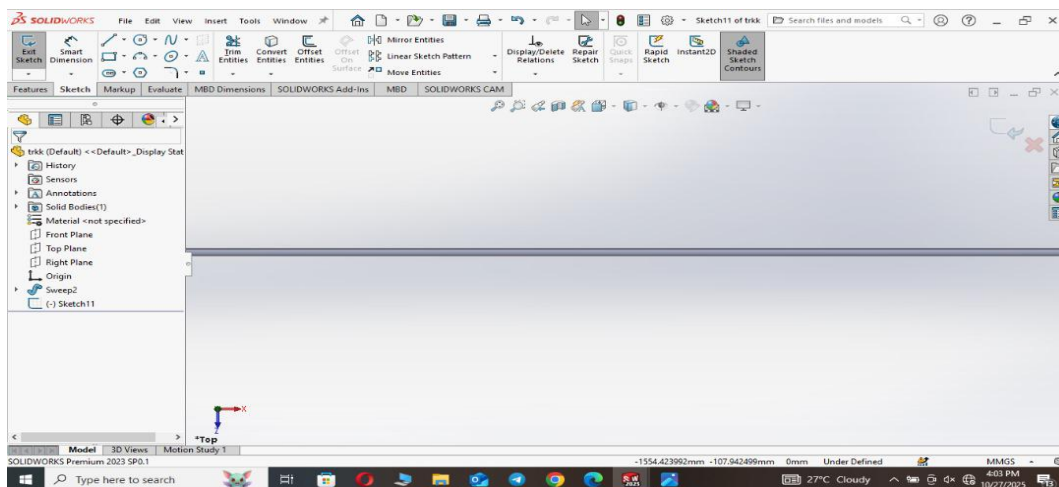 SOLIDWORKS File Edit View Insert Tools Window Sketch11 of trkk Search files and models
Exit Sketch Smart Dimension Trim Entities Convert Entities Offset Entities Offset On Surface Mirror Entities Linear Sketch Pattern Move Entities Display/Delete Relations Repair Sketch Quick Snaps Rapid Sketch Instant2D Shaded Sketch Contours
Features Sketch Markup Evaluate MBD Dimensions SOLIDWORKS Add-Ins MBD SOLIDWORKS CAM
trkk (Default) <<Default>_Display Stat
History
Sensors
Annotations
Solid Bodies(1)
Material <not specified>
Front Plane
Top Plane
Right Plane
Origin
Sweep2
(-) Sketch11
X
Z
*Top
Model 3D Views Motion Study 1
SOLIDWORKS Premium 2023 SP0.1 -1554.423992mm -107.942499mm 0mm Under Defined MMGS
Type here to search 27°C Cloudy 4:03 PM
10/27/2025